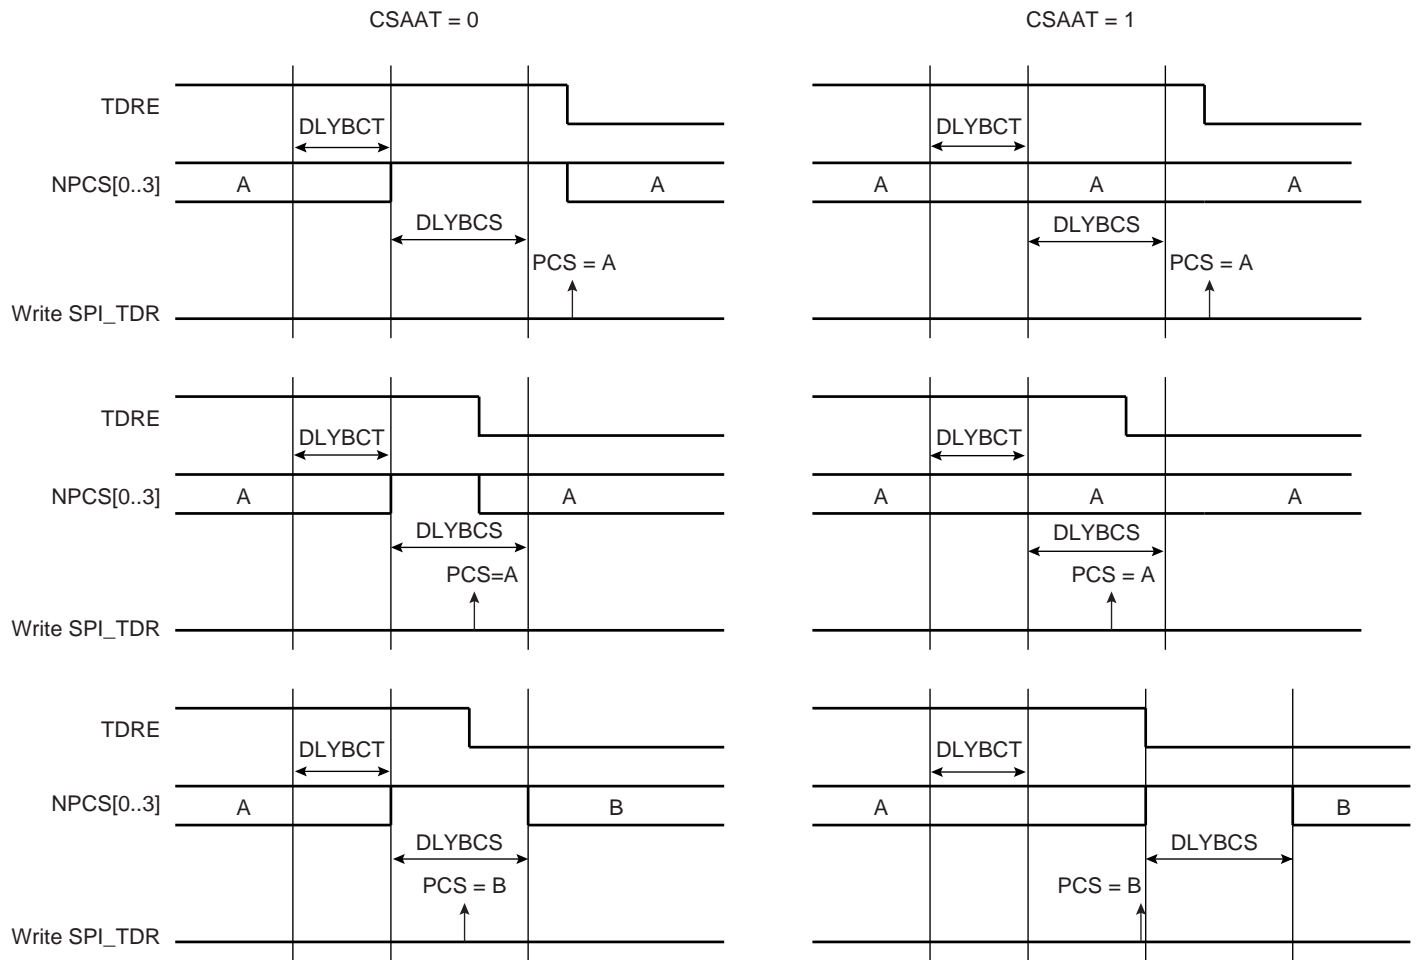 CSAAT = 0 CSAAT = 1
TDRE
DLYBCT DLYBCT
NPCS[0..3] A A A A A
DLYBCS DLYBCS
PCS = A PCS = A
Write SPI_TDR
TDRE
DLYBCT DLYBCT
NPCS[0..3] A A A A A
DLYBCS DLYBCS
PCS=A PCS = A
Write SPI_TDR
TDRE
DLYBCT DLYBCT
NPCS[0..3] A B A B
DLYBCS DLYBCS
PCS = B PCS = B
Write SPI_TDR